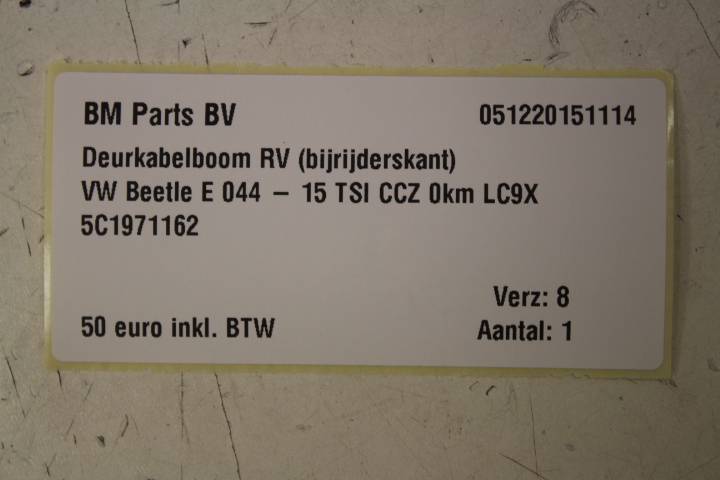 BM Parts BV 051220151114
Deurkabelboom RV (bijrijderskant)
VW Beetle E 044 – 15 TSI CCZ 0km LC9X
5C1971162
Verz: 8
50 euro inkl. BTW Aantal: 1